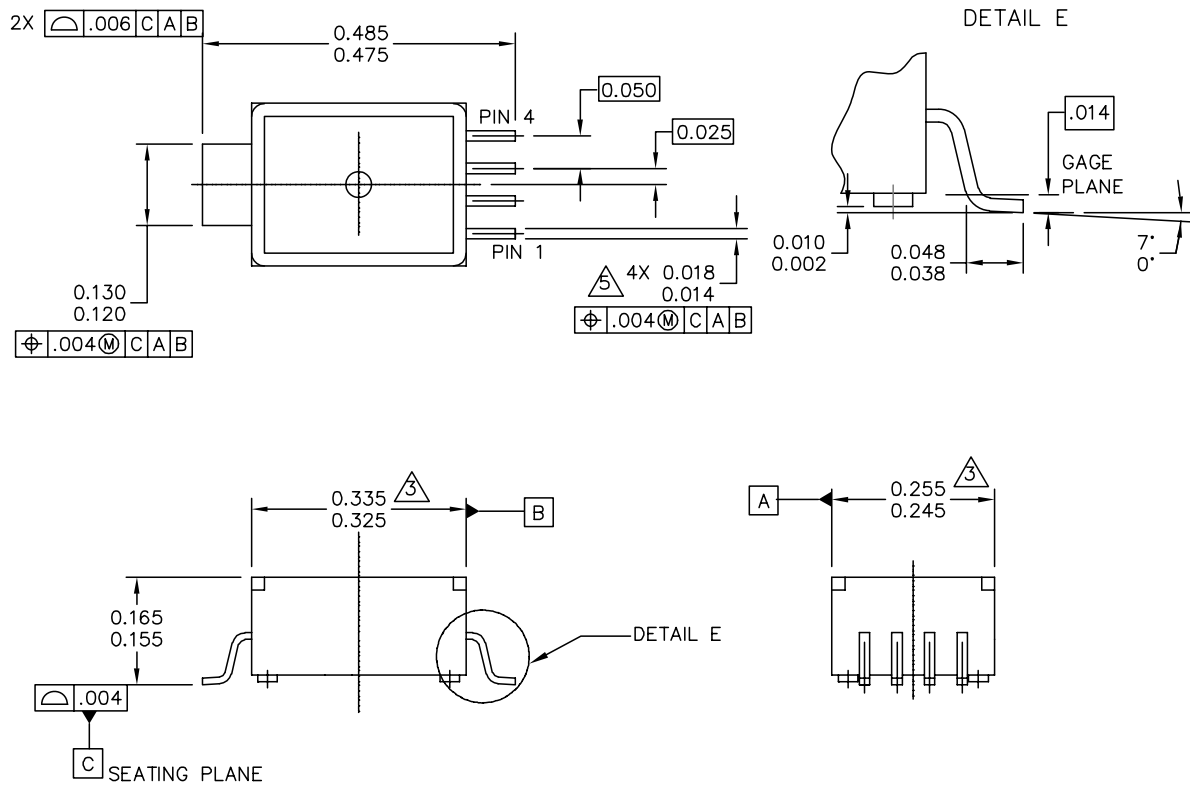 2X ⌓ .006 C A B
0.485
0.475
DETAIL E
0.050
PIN 4
0.025
.014
GAGE
PLANE
PIN 1
0.010
0.002
0.048
0.038
7°
0°
0.130
0.120
⌖ .004 Ⓜ C A B
5 4X 0.018
0.014
⌖ .004 Ⓜ C A B
0.335 3
0.325
B
A
0.255 3
0.245
0.165
0.155
DETAIL E
⌓ .004
C SEATING PLANE